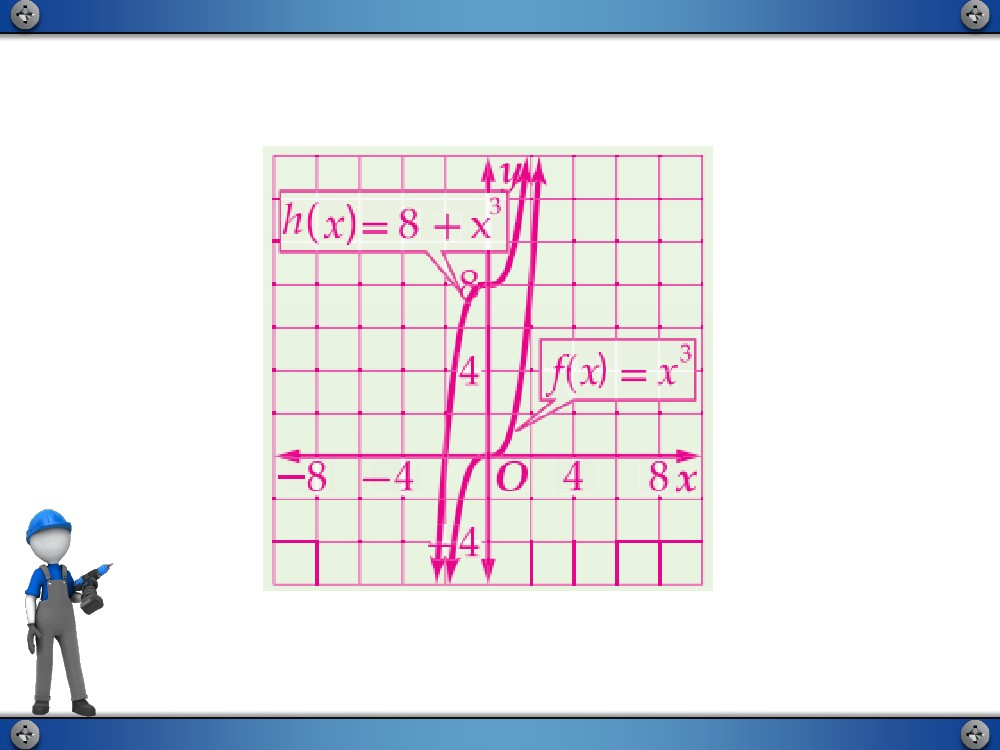 y
h(x) = 8 + x³
8
4
f(x) = x³
−8 −4 O 4 8 x
−4